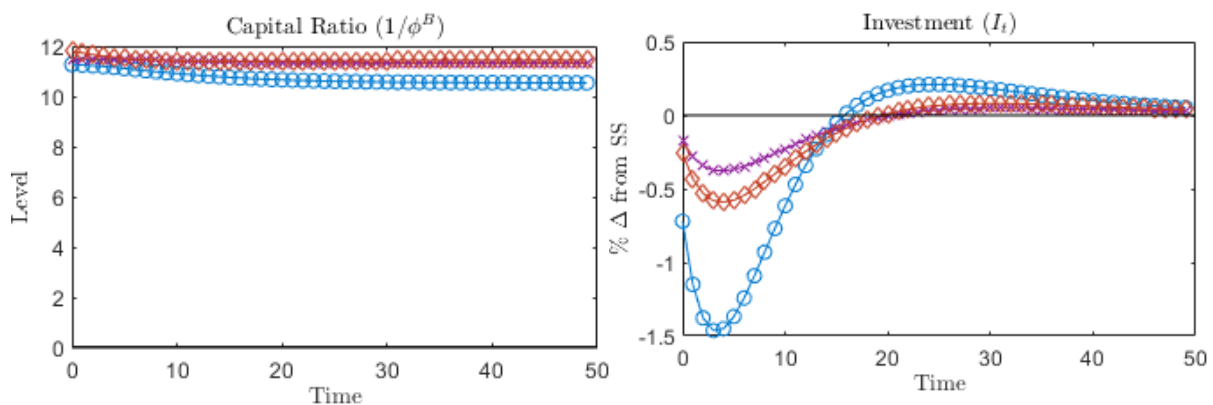 Capital Ratio (1/ϕ^B)
Level
12
10
8
6
4
2
0
0 10 20 30 40 50
Time
Investment (I_t)
% Δ from SS
0.5
0
-0.5
-1
-1.5
0 10 20 30 40 50
Time